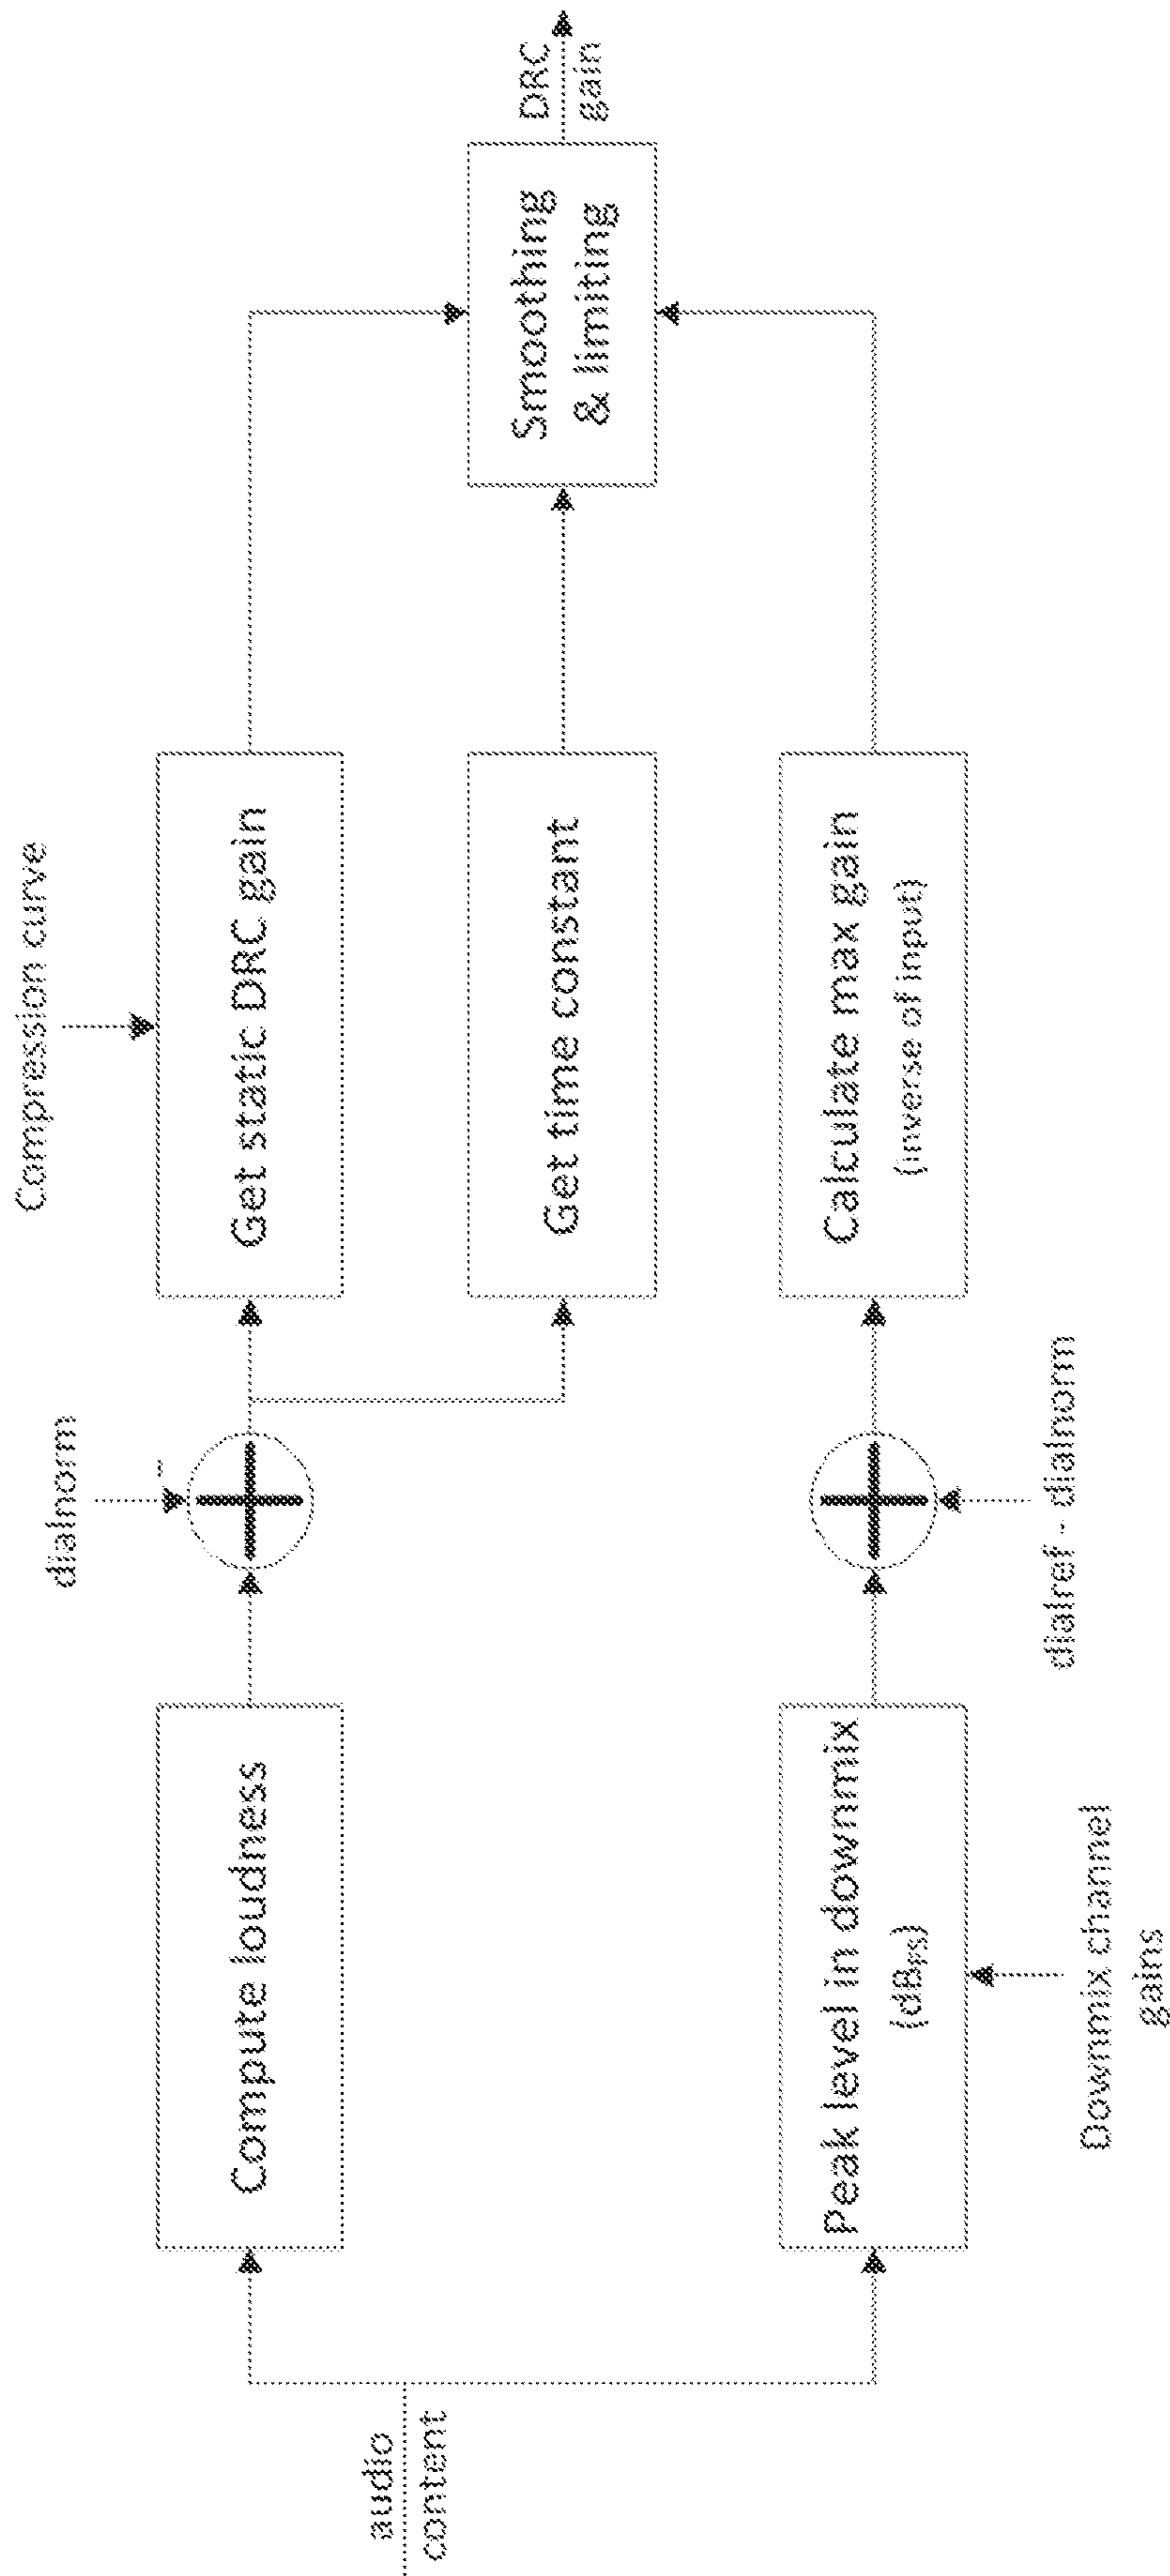 audio
content
Compute loudness
Peak level in downmix
(dBFS)
Downmix channel
gains
dialnorm
-
dialref - dialnorm
Compression curve
Get static DRC gain
Get time constant
Calculate max gain
(inverse of input)
Smoothing
& limiting
DRC
gain